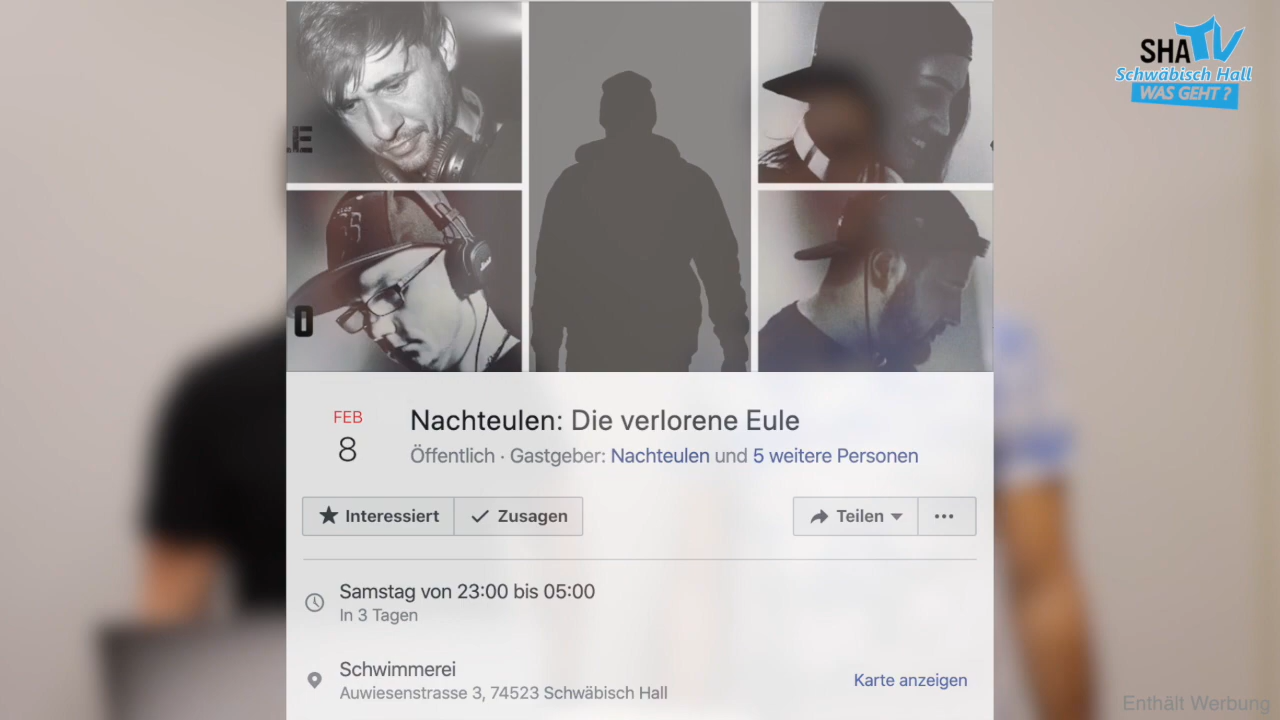 SHATV
Schwäbisch Hall
WAS GEHT ?
E
O
FEB
8
Nachteulen: Die verlorene Eule
Öffentlich · Gastgeber: Nachteulen und 5 weitere Personen
Interessiert
Zusagen
Teilen
Samstag von 23:00 bis 05:00
In 3 Tagen
Schwimmerei
Auwiesenstrasse 3, 74523 Schwäbisch Hall
Karte anzeigen
Enthält Werbung